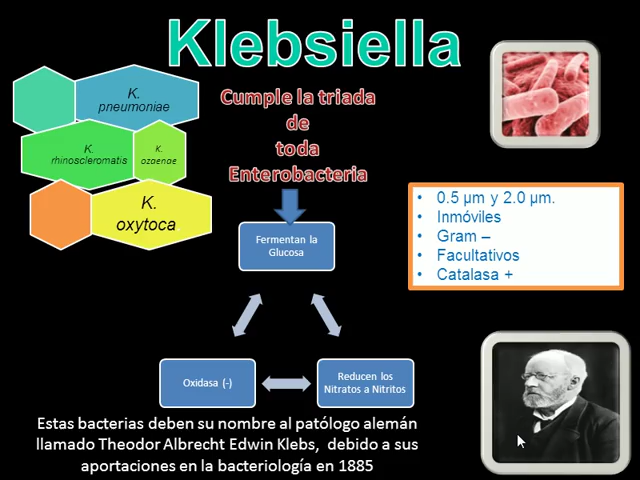 Klebsiella
K.
pneumoniae
K.
rhinoscleromatis
K.
ozaenae
K.
oxytoca
Cumple la triada
de
toda
Enterobacteria
Fermentan la
Glucosa
Oxidasa (-)
Reducen los
Nitratos a Nitritos
• 0.5 µm y 2.0 µm.
• Inmóviles
• Gram –
• Facultativos
• Catalasa +
Estas bacterias deben su nombre al patólogo alemán
llamado Theodor Albrecht Edwin Klebs, debido a sus
aportaciones en la bacteriología en 1885